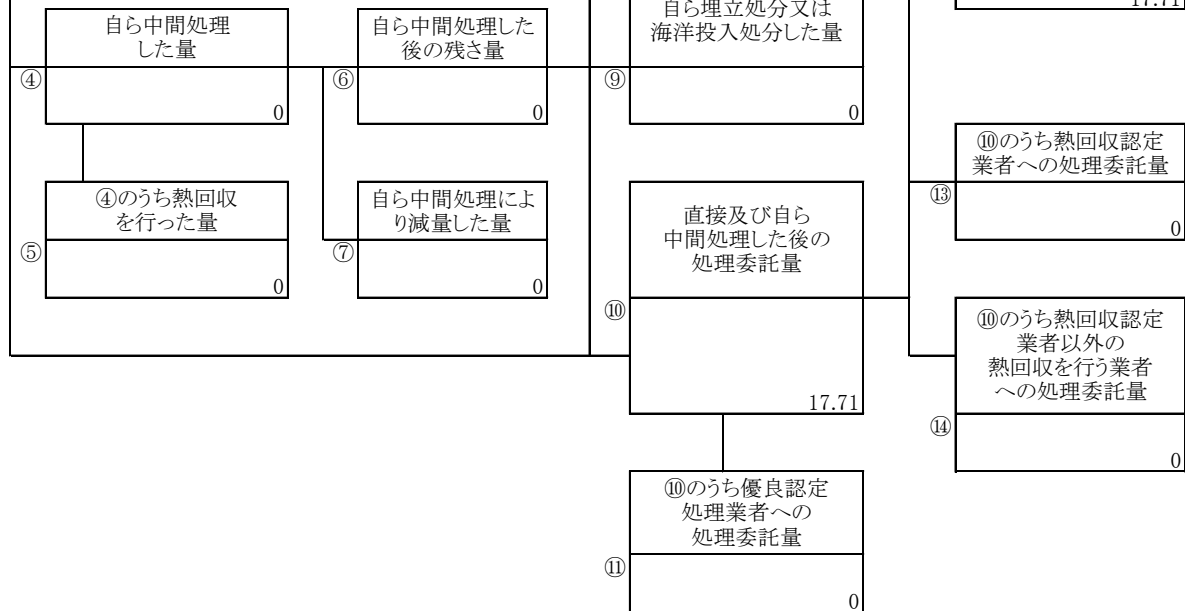 自ら中間処理
した量
④
0
自ら中間処理した
後の残さ量
⑥
0
自ら埋立処分又は
海洋投入処分した量
⑨
0
17.71
④のうち熱回収
を行った量
⑤
0
自ら中間処理によ
り減量した量
⑦
0
直接及び自ら
中間処理した後の
処理委託量
⑩
17.71
⑩のうち熱回収認定
業者への処理委託量
⑬
0
⑩のうち熱回収認定
業者以外の
熱回収を行う業者
への処理委託量
⑭
0
⑩のうち優良認定
処理業者への
処理委託量
⑪
0